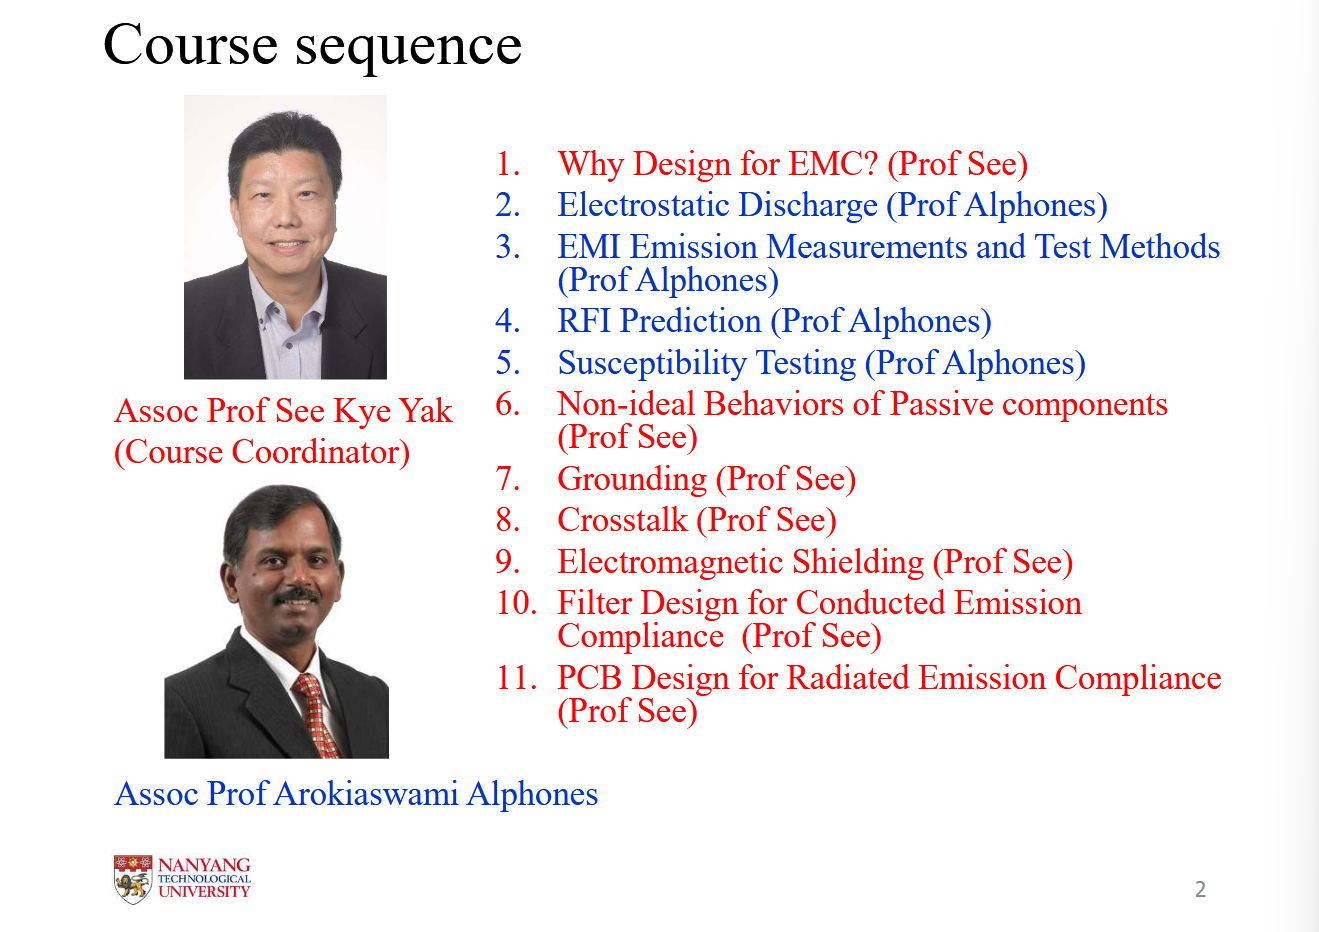 Course sequence
1. Why Design for EMC? (Prof See)
2. Electrostatic Discharge (Prof Alphones)
3. EMI Emission Measurements and Test Methods
(Prof Alphones)
4. RFI Prediction (Prof Alphones)
5. Susceptibility Testing (Prof Alphones)
6. Non-ideal Behaviors of Passive components
(Prof See)
7. Grounding (Prof See)
8. Crosstalk (Prof See)
9. Electromagnetic Shielding (Prof See)
10. Filter Design for Conducted Emission
Compliance (Prof See)
11. PCB Design for Radiated Emission Compliance
(Prof See)
Assoc Prof See Kye Yak
(Course Coordinator)
Assoc Prof Arokiaswami Alphones
NANYANG
TECHNOLOGICAL
UNIVERSITY
2